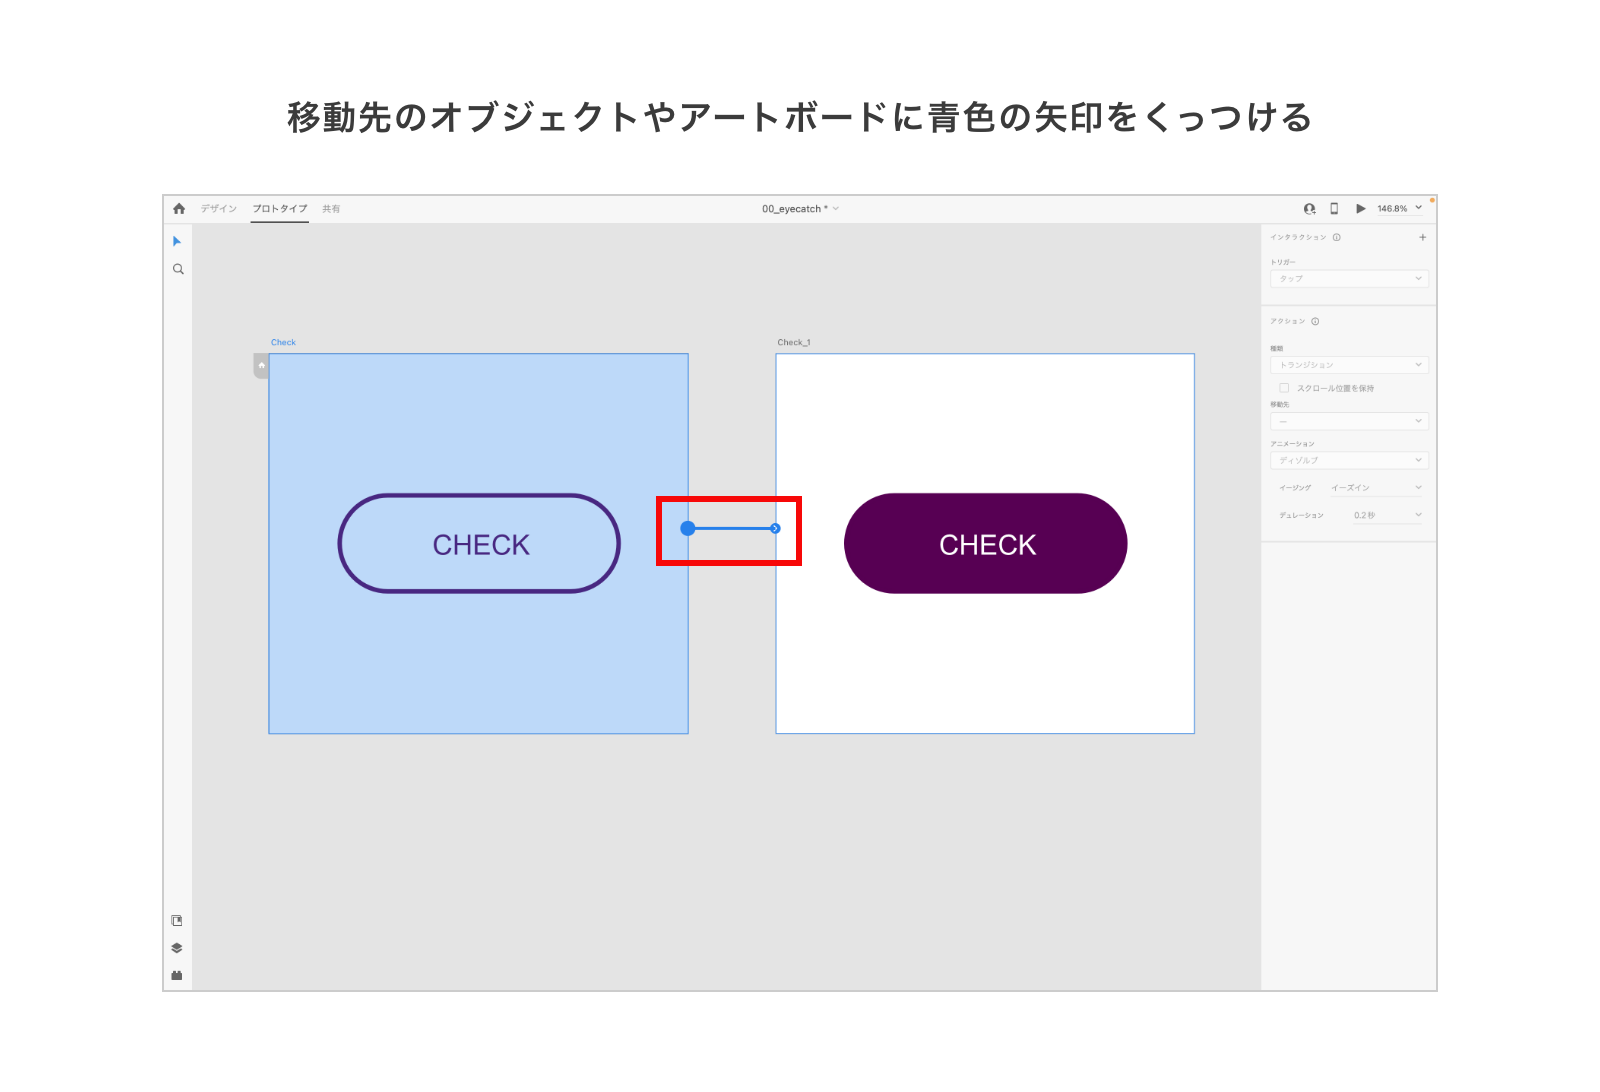 移動先のオブジェクトやアートボードに青色の矢印をくっつける
デザイン プロトタイプ 共有
00_eyecatch *
146.8%
インタラクション
トリガー
タップ
アクション
種類
トランジション
スクロール位置を保持
移動先
—
アニメーション
ディゾルブ
イージング イーズイン
デュレーション 0.2 秒
Check
CHECK
Check_1
CHECK